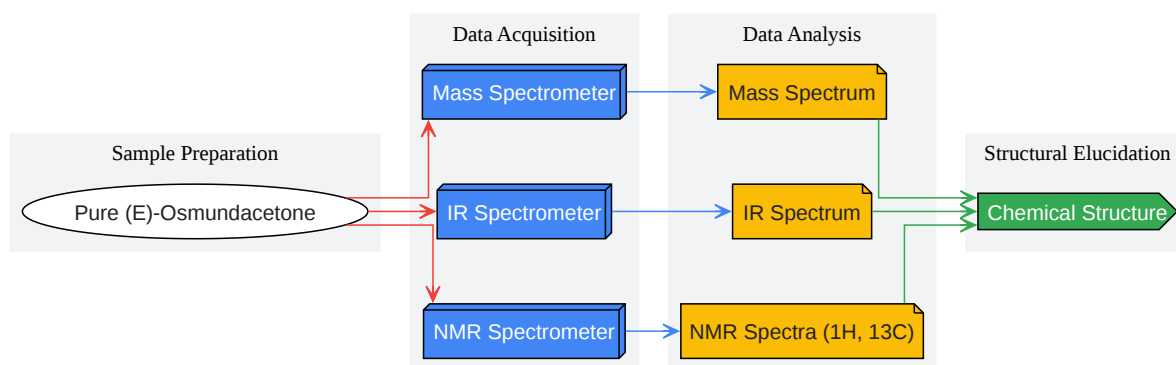 Data Acquisition
Data Analysis
Mass Spectrometer
Mass Spectrum
Sample Preparation
Structural Elucidation
Pure (E)-Osmundacetone
IR Spectrometer
IR Spectrum
Chemical Structure
NMR Spectrometer
NMR Spectra (1H, 13C)